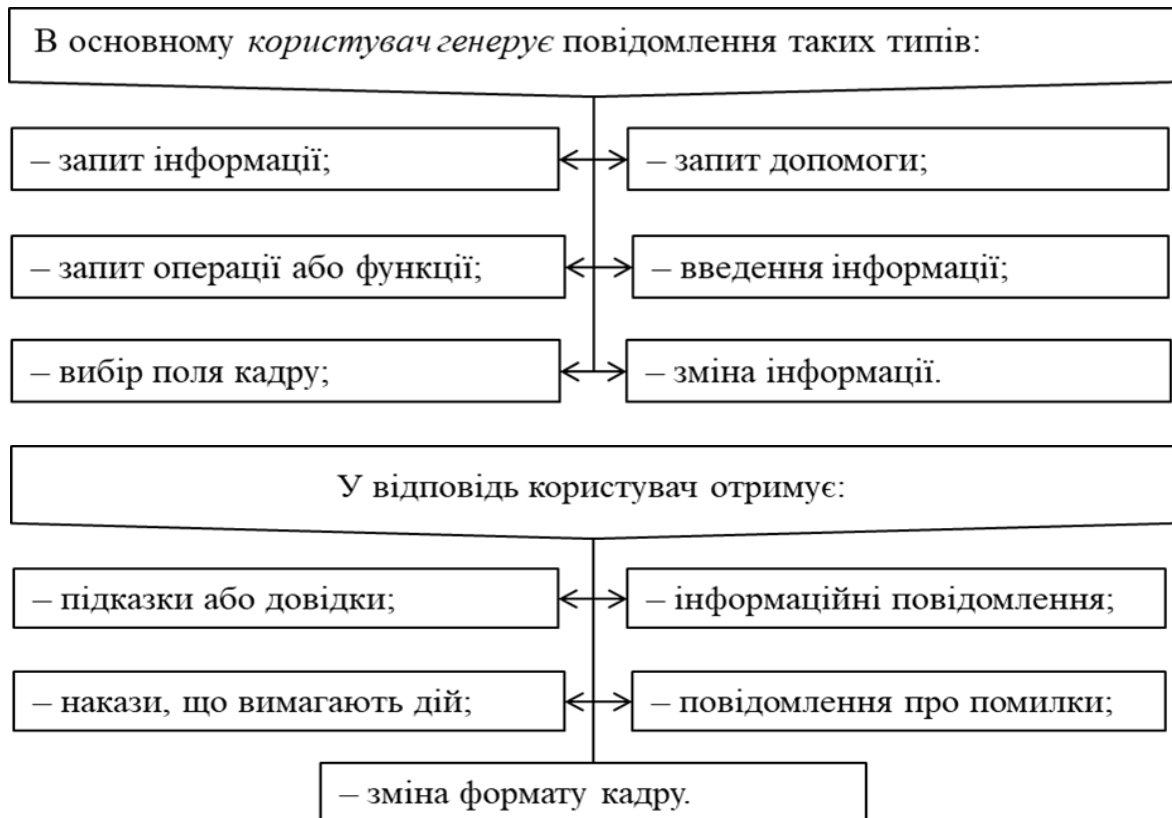 В основному користувач генерує повідомлення таких типів:
– запит інформації;
– запит допомоги;
– запит операції або функції;
– введення інформації;
– вибір поля кадру;
– зміна інформації.
У відповідь користувач отримує:
– підказки або довідки;
– інформаційні повідомлення;
– накази, що вимагають дій;
– повідомлення про помилки;
– зміна формату кадру.